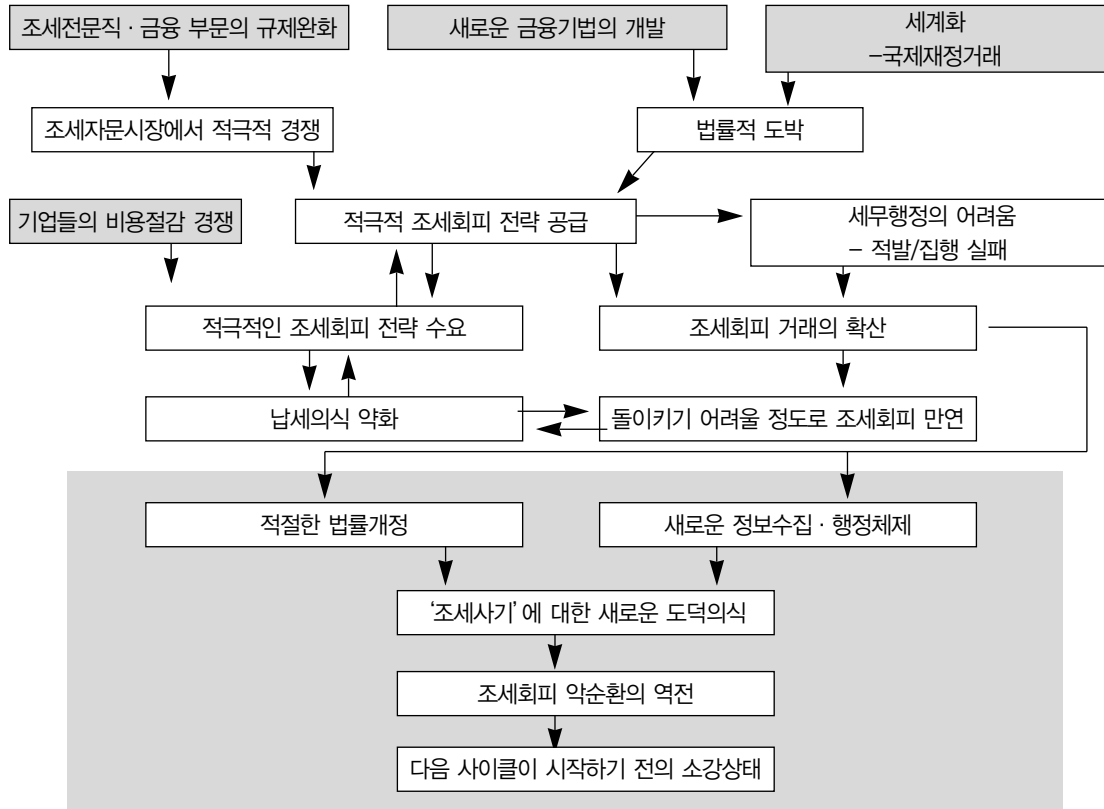 조세전문직 · 금융 부문의 규제완화
새로운 금융기법의 개발
세계화
–국제재정거래
조세자문시장에서 적극적 경쟁
법률적 도박
기업들의 비용절감 경쟁
적극적 조세회피 전략 공급
세무행정의 어려움
– 적발/집행 실패
적극적인 조세회피 전략 수요
조세회피 거래의 확산
납세의식 약화
돌이키기 어려울 정도로 조세회피 만연
적절한 법률개정
새로운 정보수집 · 행정체제
‘조세사기’에 대한 새로운 도덕의식
조세회피 악순환의 역전
다음 사이클이 시작하기 전의 소강상태